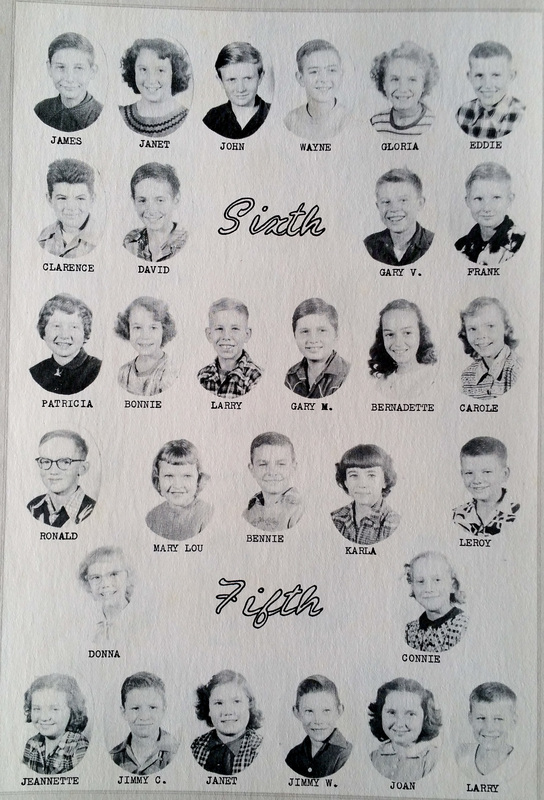 JAMES JANET JOHN WAYNE GLORIA EDDIE
Sixth
CLARENCE DAVID GARY V. FRANK
PATRICIA BONNIE LARRY GARY M. BERNADETTE CAROLE
RONALD MARY LOU BENNIE KARLA LEROY
Fifth
DONNA CONNIE
JEANNETTE JIMMY C. JANET JIMMY W. JOAN LARRY